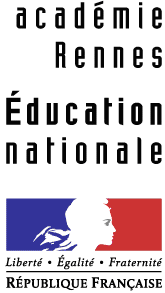 académie
Rennes
Éducation
nationale
Liberté • Égalité • Fraternité
RÉPUBLIQUE FRANÇAISE